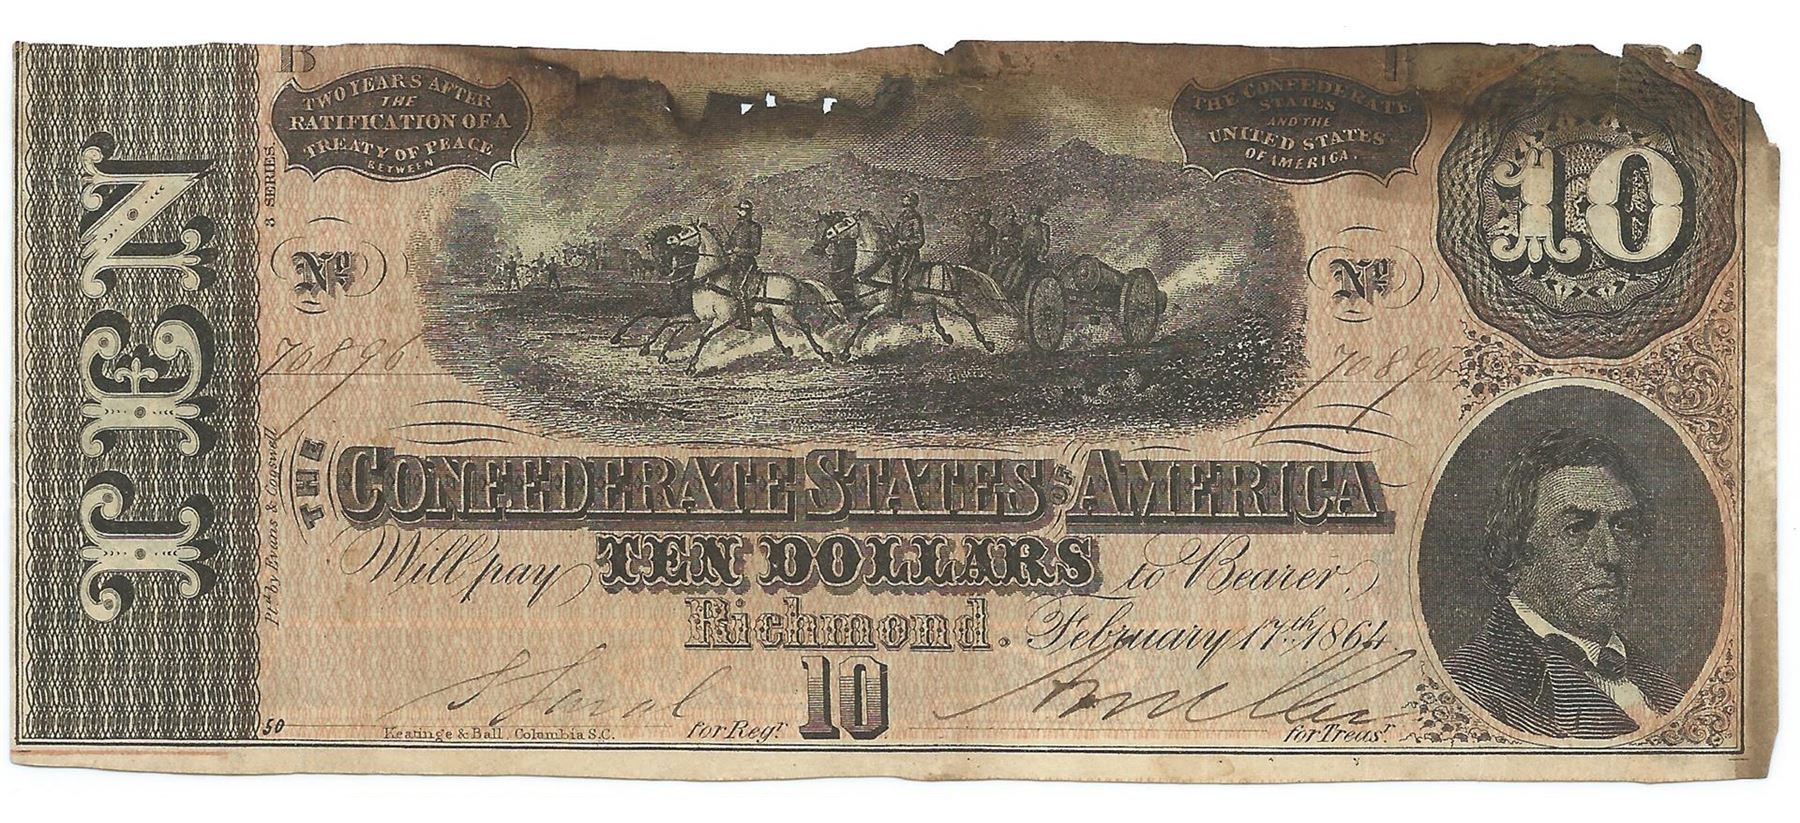 B
TWO YEARS AFTER
THE
RATIFICATION OF A
TREATY OF PEACE
BETWEEN
B
THE CONFEDERATE
STATES
AND THE
UNITED STATES
OF AMERICA.
10
TEN
3 SERIES.
Nº
Nº
70896
70896
THE CONFEDERATE STATES OF AMERICA
Will pay TEN DOLLARS to Bearer,
Richmond. February 17th 1864.
Ptd by Evans & Cogswell
10
50
Keatinge & Ball, Columbia S.C.
for Regr
for Treasr